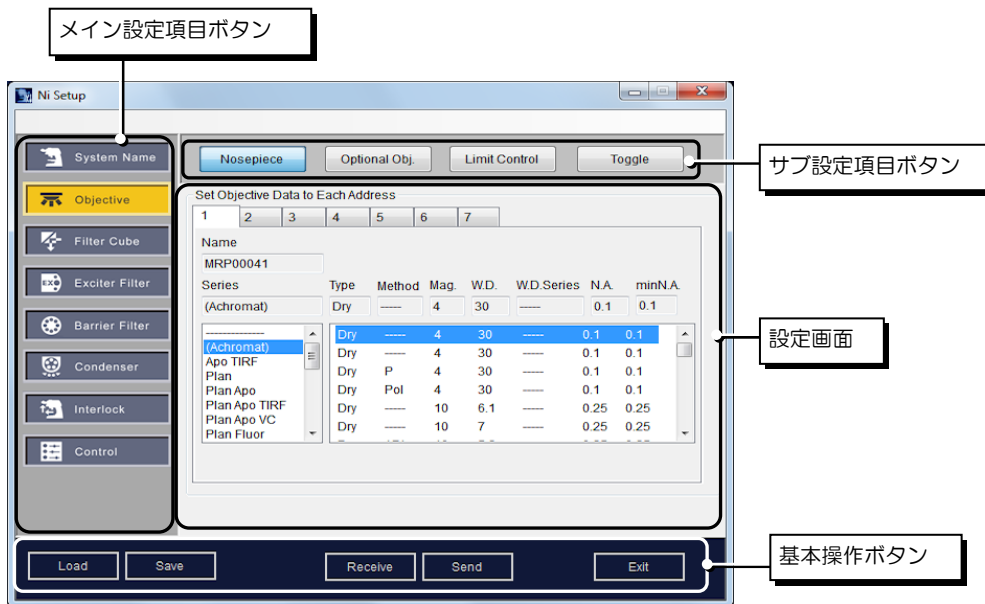 メイン設定項目ボタン
Ni Setup
System Name
Objective
Filter Cube
EXC
Exciter Filter
Barrier Filter
Condenser
Interlock
Control
Nosepiece Optional Obj. Limit Control Toggle
サブ設定項目ボタン
Set Objective Data to Each Address
1 2 3 4 5 6 7
Name
MRP00041
Series Type Method Mag. W.D. W.D.Series N.A. minN.A.
(Achromat) Dry ----- 4 30 ----- 0.1 0.1
--------------
(Achromat)
Apo TIRF
Plan
Plan Apo
Plan Apo TIRF
Plan Apo VC
Plan Fluor
Dry ----- 4 30 ----- 0.1 0.1
Dry ----- 4 30 ----- 0.1 0.1
Dry P 4 30 ----- 0.1 0.1
Dry Pol 4 30 ----- 0.1 0.1
Dry ----- 10 6.1 ----- 0.25 0.25
Dry ----- 10 7 ----- 0.25 0.25
設定画面
Load Save Receive Send Exit
基本操作ボタン